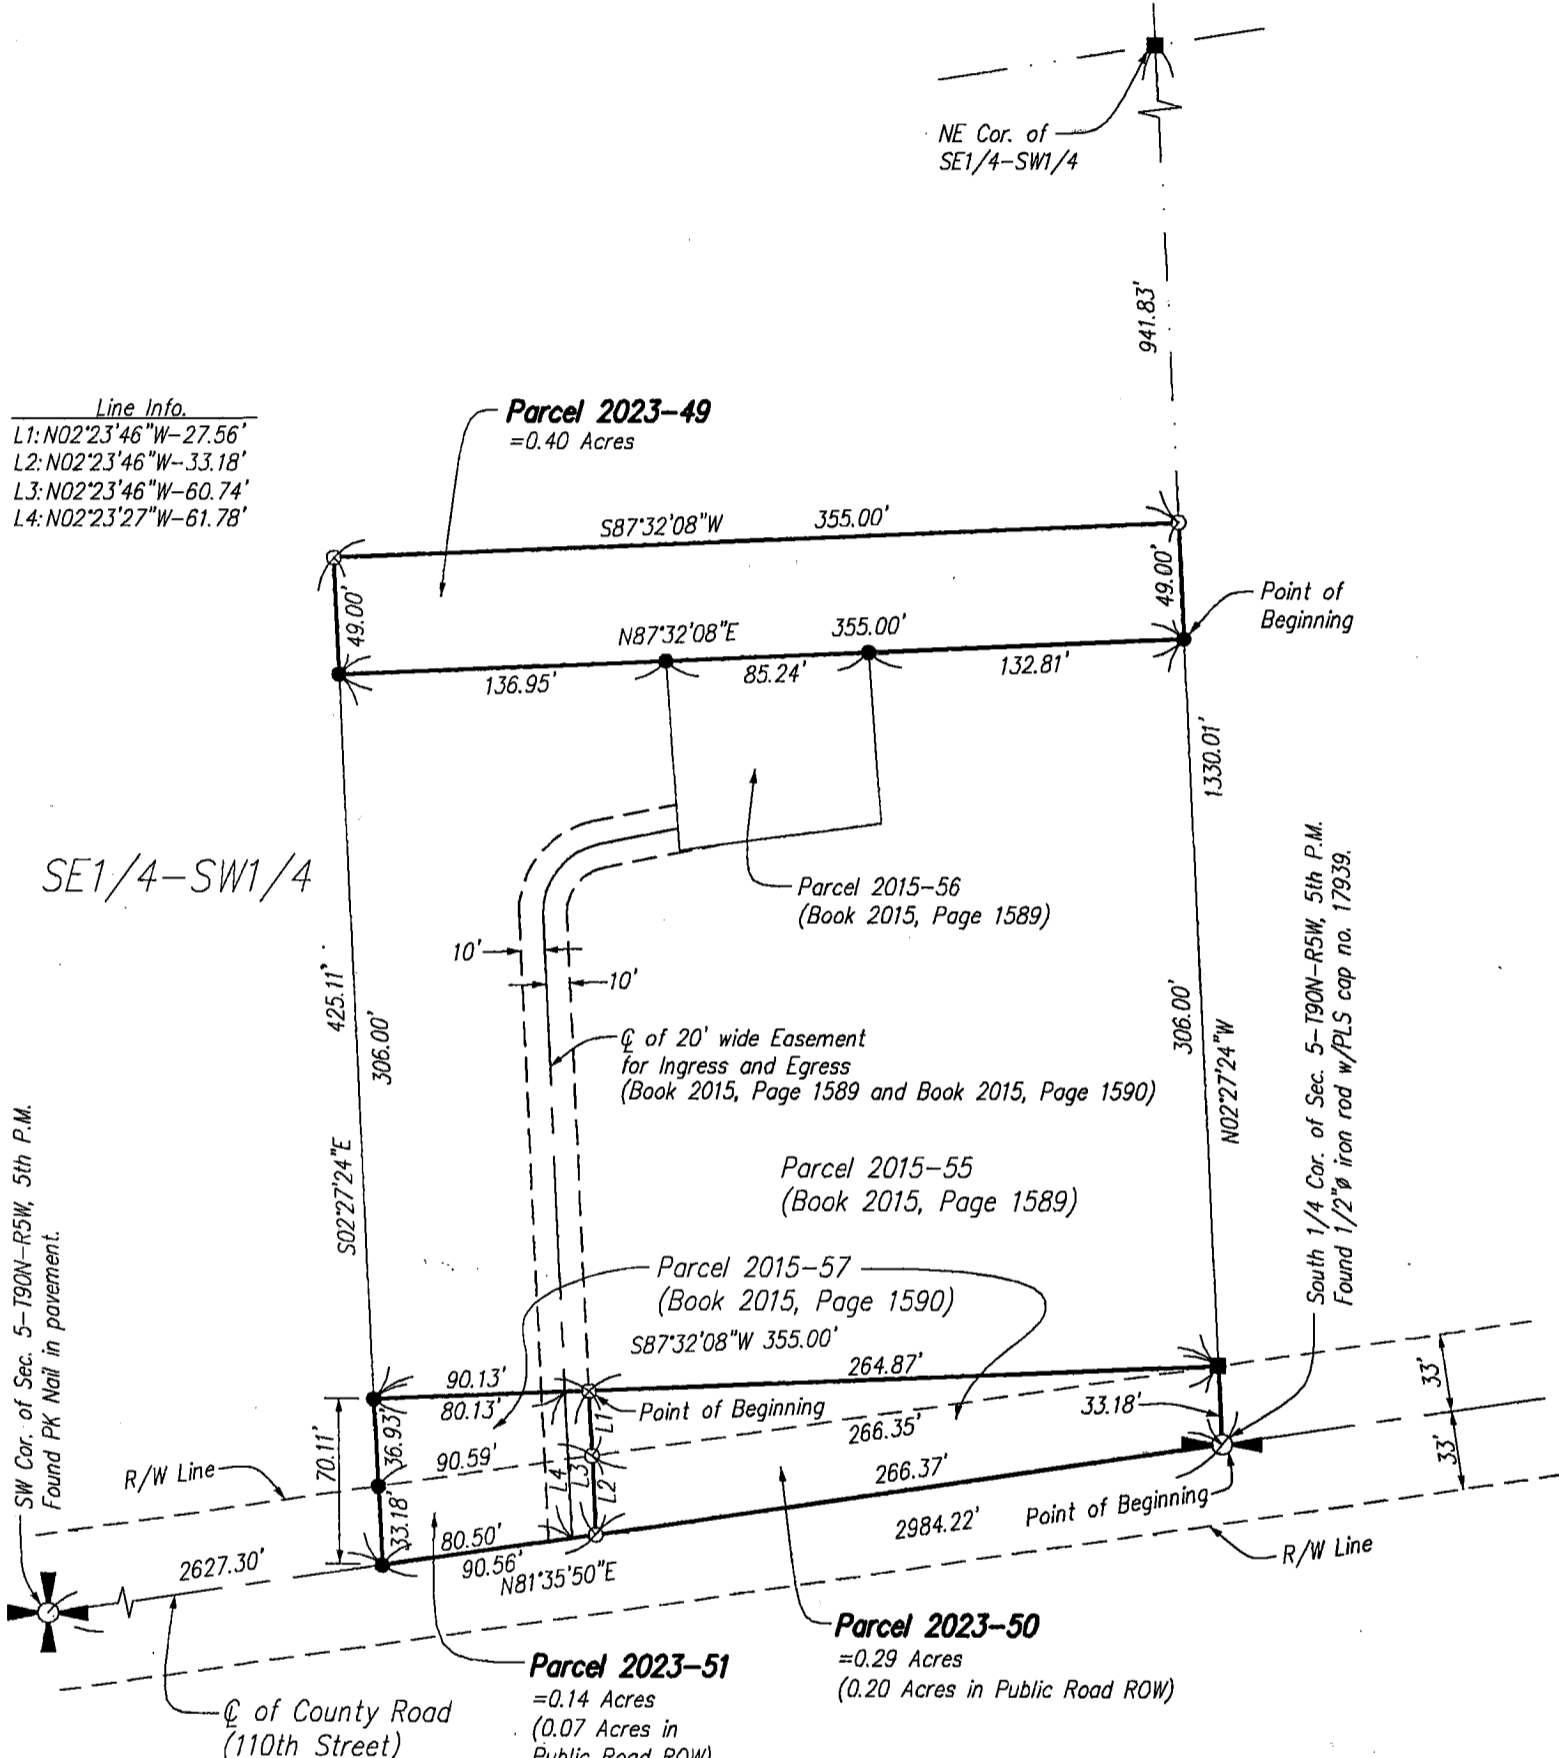 NE Cor. of
SE1/4-SW1/4
941.83'
Line Info.
L1: N02°23'46"W-27.56'
L2: N02°23'46"W-33.18'
L3: N02°23'46"W-60.74'
L4: N02°23'27"W-61.78'
Parcel 2023-49
=0.40 Acres
S87°32'08"W 355.00'
49.00'
49.00'
Point of
Beginning
N87°32'08"E 355.00'
136.95'
85.24'
132.81'
1330.01'
SE1/4-SW1/4
Parcel 2015-56
(Book 2015, Page 1589)
10'
10'
425.11'
306.00'
S02°27'24"E
℄ of 20' wide Easement
for Ingress and Egress
(Book 2015, Page 1589 and Book 2015, Page 1590)
306.00'
N02°27'24"W
South 1/4 Cor. of Sec. 5-T90N-R5W, 5th P.M.
Found 1/2"ø iron rod w/PLS cap no. 17939.
SW Cor. of Sec. 5-T90N-R5W, 5th P.M.
Found PK Nail in pavement.
Parcel 2015-55
(Book 2015, Page 1589)
Parcel 2015-57
(Book 2015, Page 1590)
S87°32'08"W 355.00'
90.13'
264.87'
80.13'
Point of Beginning
33.18'
33'
33'
70.11'
36.93'
33.18'
90.59'
L4
L3
L1
L2
266.35'
266.37'
R/W Line
80.50'
90.56'
N81°35'50"E
2984.22'
Point of Beginning
R/W Line
2627.30'
Parcel 2023-50
=0.29 Acres
(0.20 Acres in Public Road ROW)
Parcel 2023-51
=0.14 Acres
(0.07 Acres in
Public Road ROW)
℄ of County Road
(110th Street)